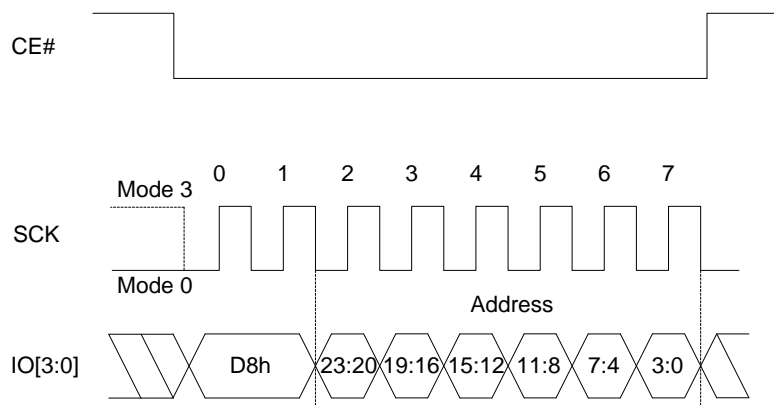 CE#
0 1 2 3 4 5 6 7
Mode 3
SCK
Mode 0
Address
IO[3:0] D8h 23:20 19:16 15:12 11:8 7:4 3:0